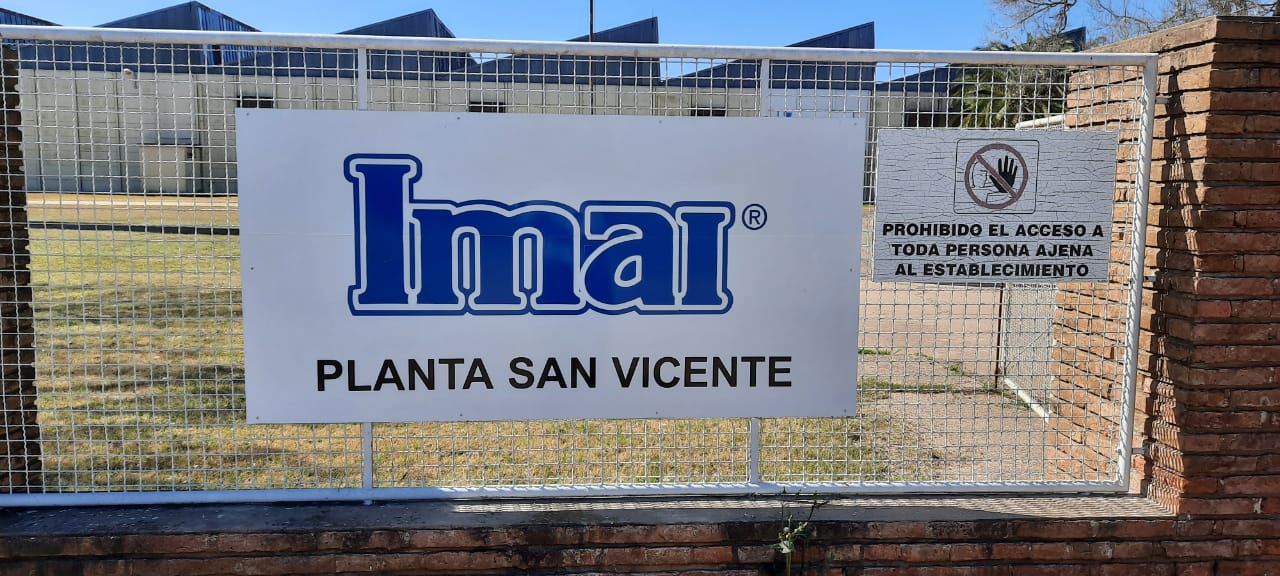 Imai®
PLANTA SAN VICENTE
PROHIBIDO EL ACCESO A
TODA PERSONA AJENA
AL ESTABLECIMIENTO